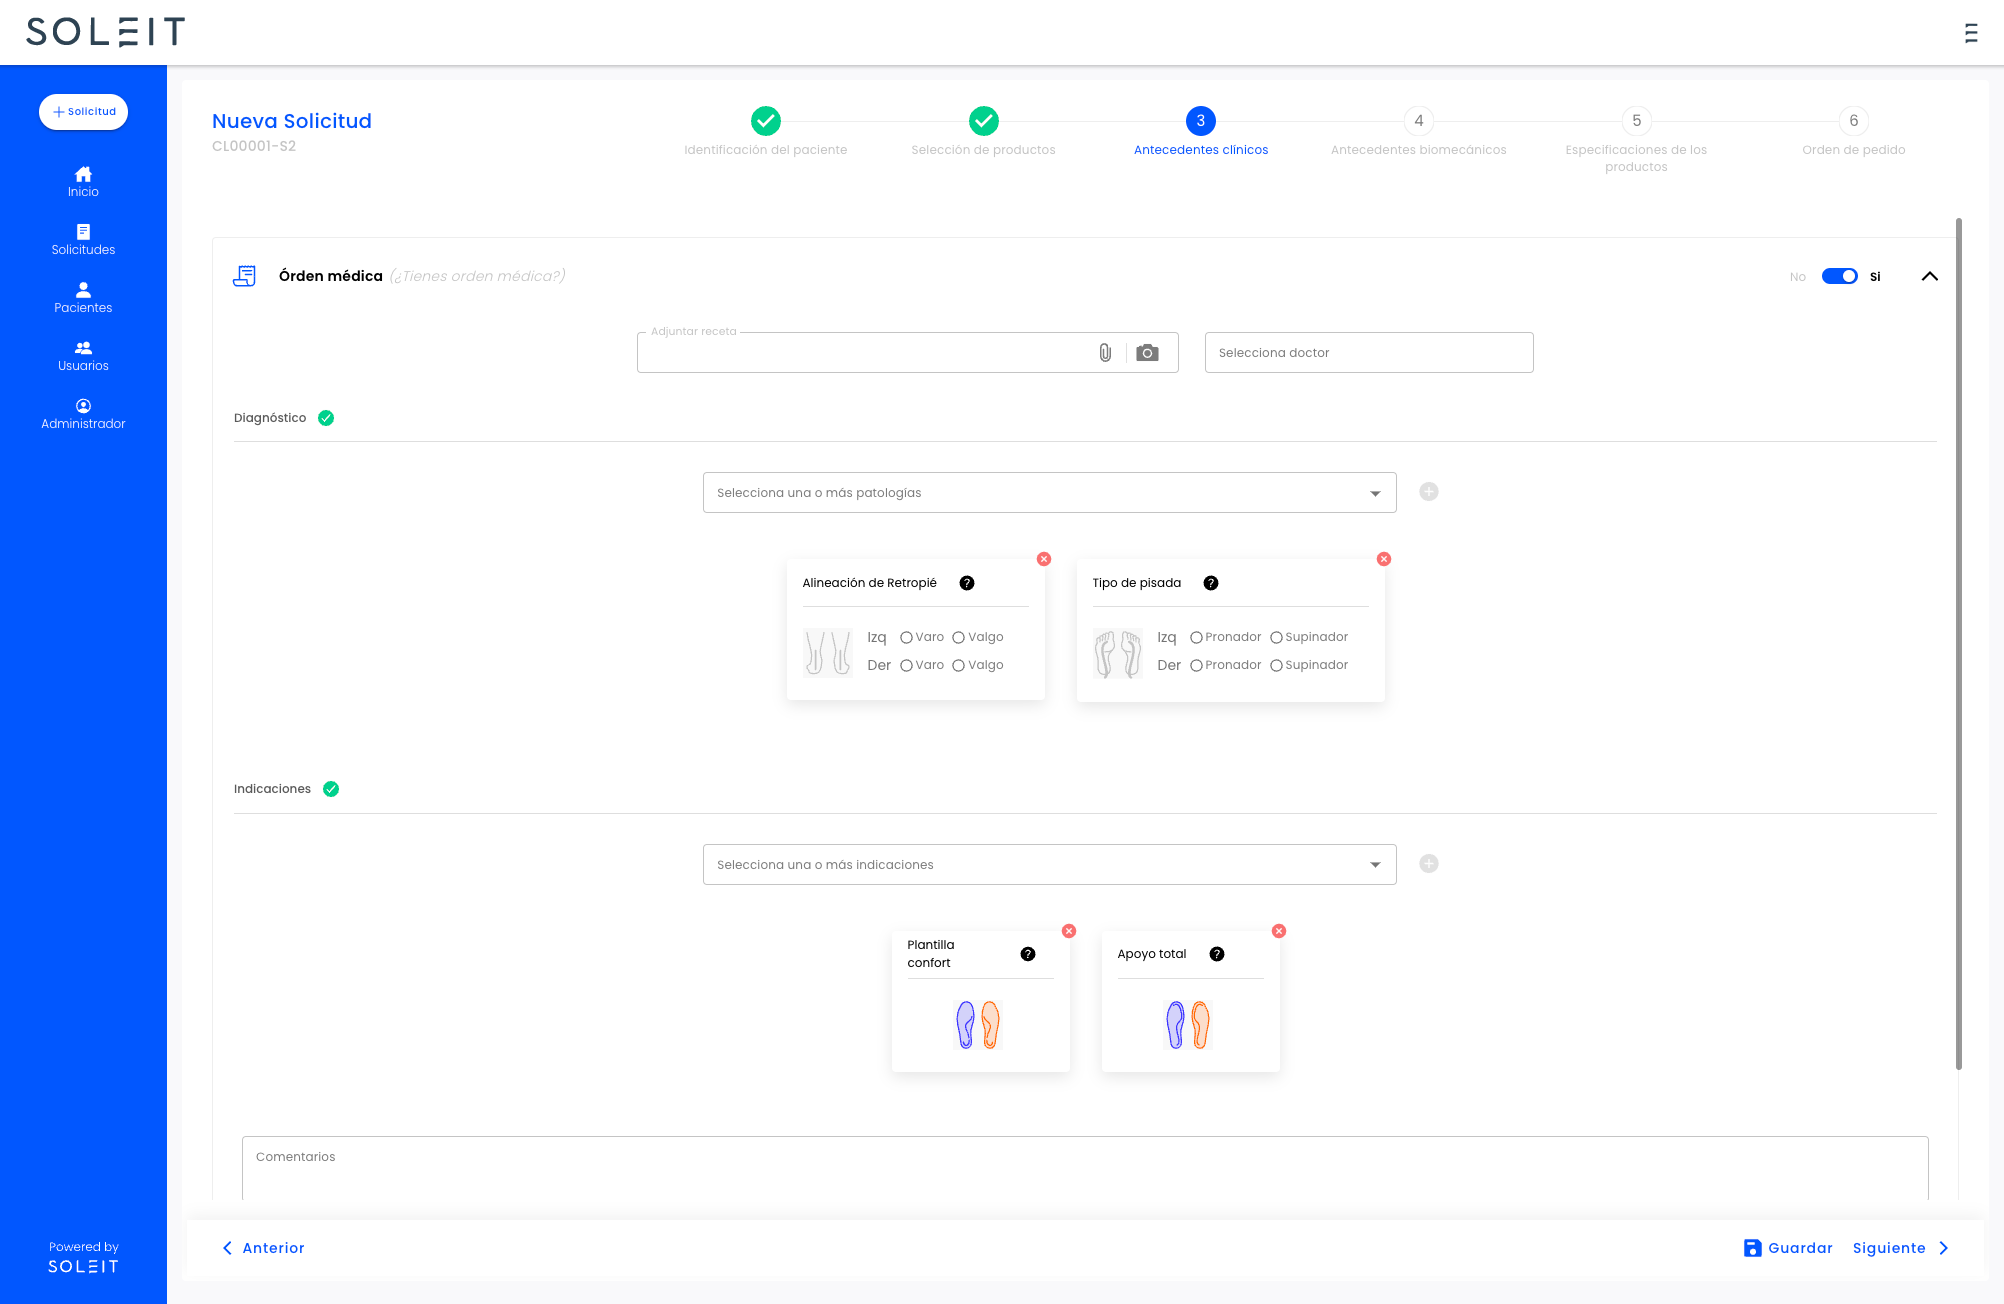 SOLEIT
+ Solicitud
Inicio
Solicitudes
Pacientes
Usuarios
Administrador
Powered by
SOLEIT
Nueva Solicitud
CL00001-S2
Identificación del paciente
Selección de productos
3
Antecedentes clínicos
4
Antecedentes biomecánicos
5
Especificaciones de los
productos
6
Orden de pedido
Órden médica (¿Tienes orden médica?)
No
Si
Adjuntar receta
Selecciona doctor
Diagnóstico
Selecciona una o más patologías
Alineación de Retropié ?
Izq Varo Valgo
Der Varo Valgo
Tipo de pisada ?
Izq Pronador Supinador
Der Pronador Supinador
Indicaciones
Selecciona una o más indicaciones
Plantilla
confort ?
Apoyo total ?
Comentarios
Anterior
Guardar
Siguiente